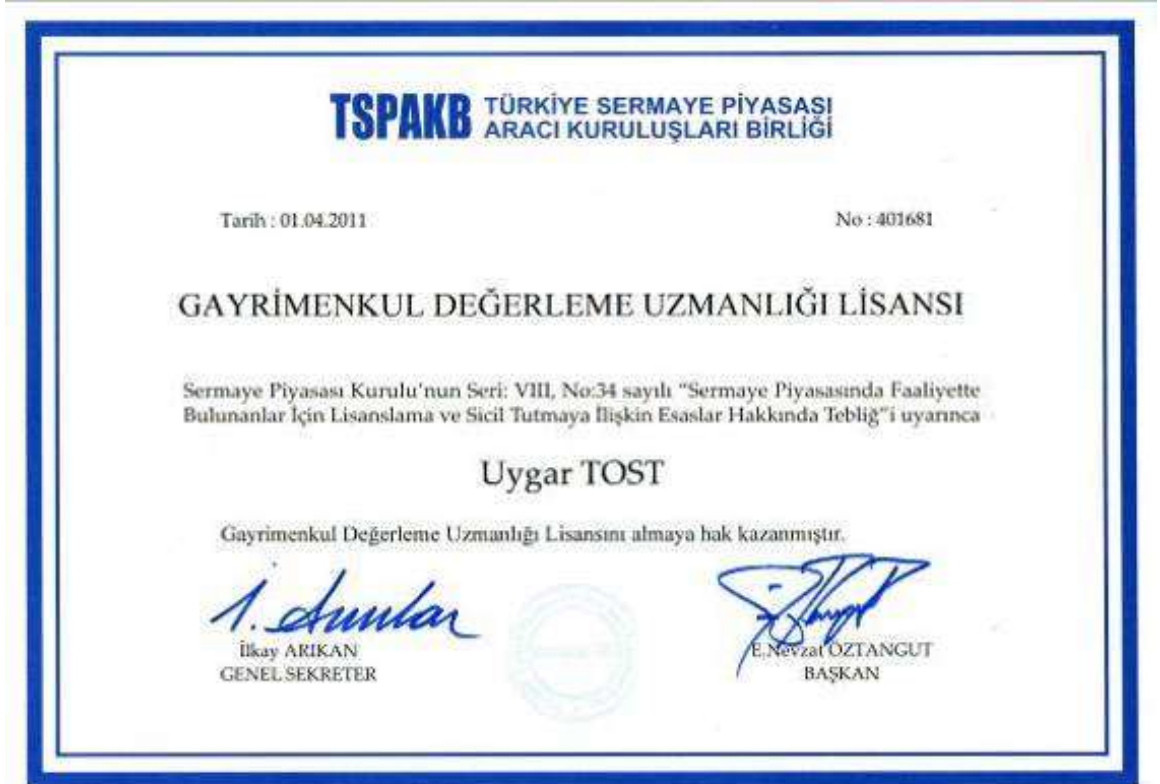 TSPAKB TÜRKİYE SERMAYE PİYASASI
ARACI KURULUŞLARI BİRLİĞİ
Tarih : 01.04.2011
No : 401681
GAYRİMENKUL DEĞERLEME UZMANLIĞI LİSANSI
Sermaye Piyasası Kurulu'nun Seri: VIII, No:34 sayılı "Sermaye Piyasasında Faaliyette
Bulunanlar İçin Lisanslama ve Sicil Tutmaya İlişkin Esaslar Hakkında Tebliğ"i uyarınca
Uygar TOST
Gayrimenkul Değerleme Uzmanlığı Lisansını almaya hak kazanmıştır.
İlkay ARIKAN
GENEL SEKRETER
E.Nevzat ÖZTANGUT
BAŞKAN